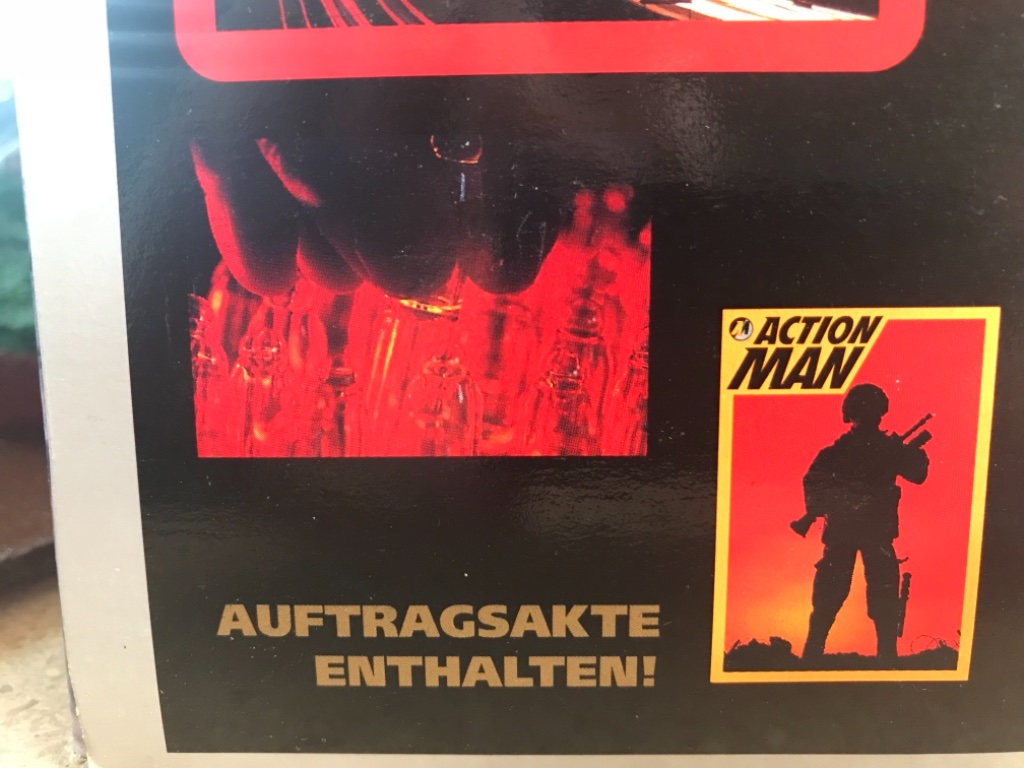 ACTION
MAN
AUFTRAGSAKTE
ENTHALTEN!